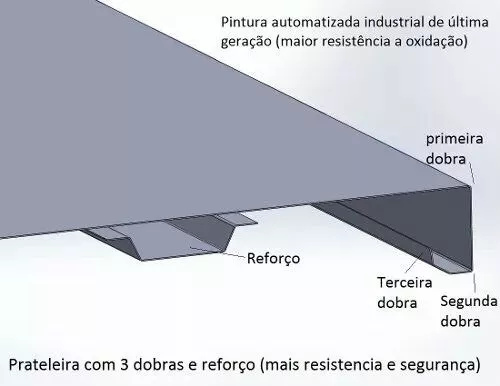 Pintura automatizada industrial de última
geração (maior resistência a oxidação)
primeira
dobra
Reforço
Terceira
dobra
Segunda
dobra
Prateleira com 3 dobras e reforço (mais resistencia e segurança)